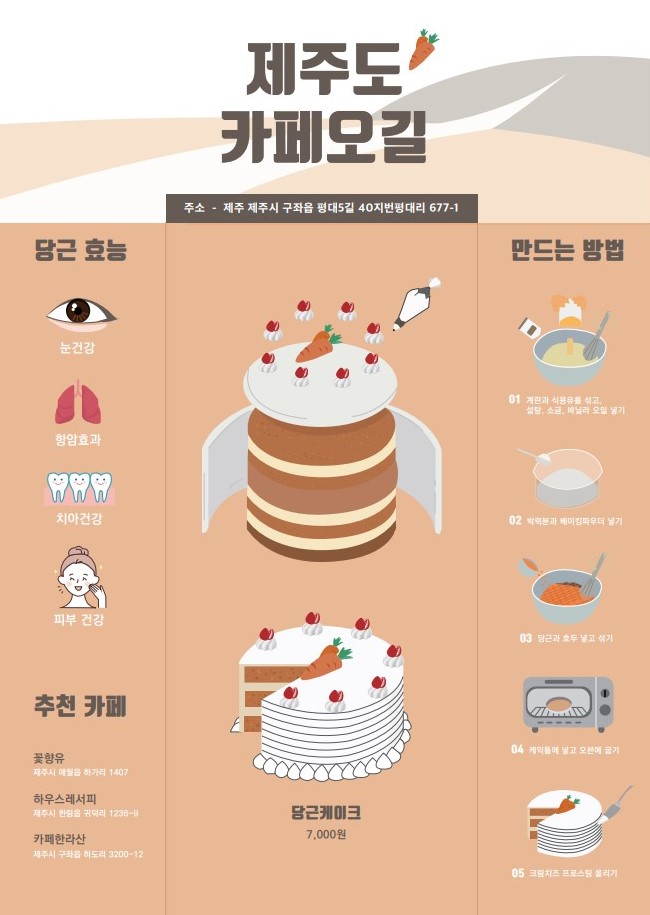 제주도
카페오길
주소 - 제주 제주시 구좌읍 평대5길 40지번평대리 677-1
당근 효능
눈건강
항암효과
치아건강
피부 건강
추천 카페
꽃향유
제주시 애월읍 하가리 1407
하우스레서피
제주시 한림읍 귀덕리 1236-9
카페한라산
제주시 구좌읍 하도리 3200-12
당근케이크
7,000원
만드는 방법
01 계란과 식용유를 섞고,
설탕, 소금, 바닐라 오일 넣기
02 박력분과 베이킹파우더 넣기
03 당근과 호두 넣고 섞기
04 케익틀에 넣고 오븐에 굽기
05 크림치즈 프로스팅 올리기